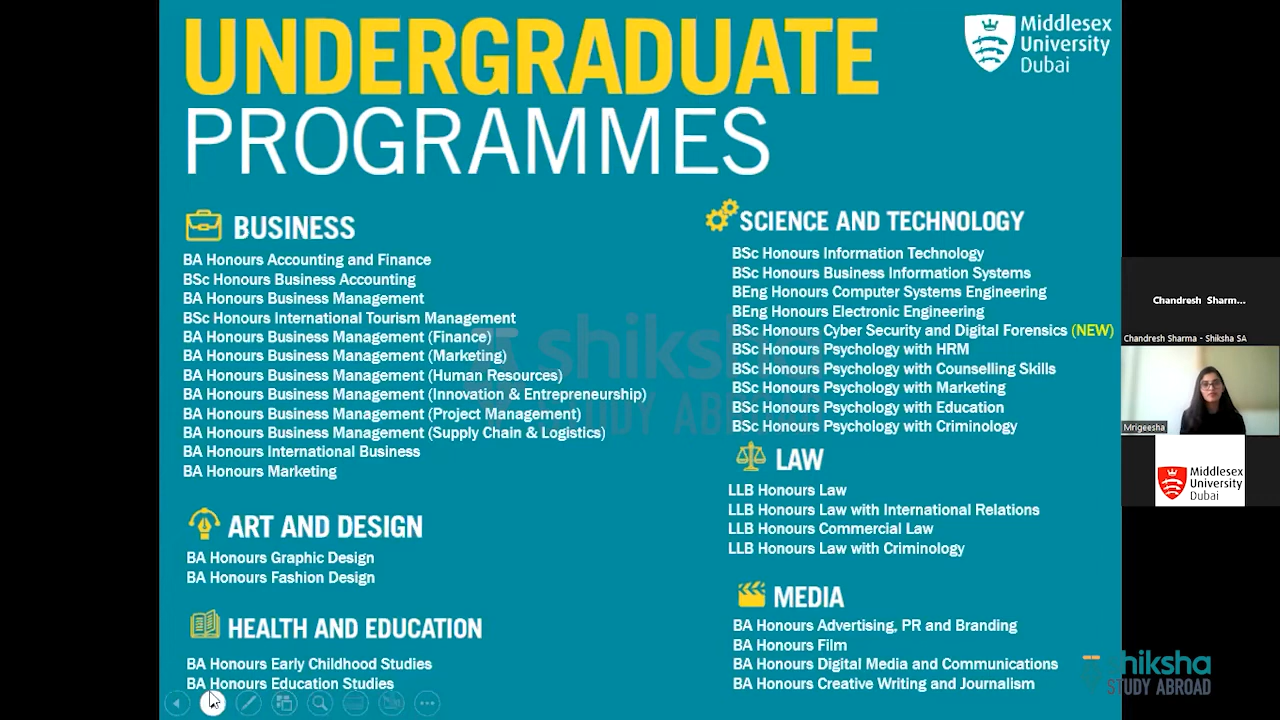 UNDERGRADUATE
PROGRAMMES
Middlesex
University
Dubai
BUSINESS
BA Honours Accounting and Finance
BSc Honours Business Accounting
BA Honours Business Management
BSc Honours International Tourism Management
BA Honours Business Management (Finance)
BA Honours Business Management (Marketing)
BA Honours Business Management (Human Resources)
BA Honours Business Management (Innovation & Entrepreneurship)
BA Honours Business Management (Project Management)
BA Honours Business Management (Supply Chain & Logistics)
BA Honours International Business
BA Honours Marketing
ART AND DESIGN
BA Honours Graphic Design
BA Honours Fashion Design
HEALTH AND EDUCATION
BA Honours Early Childhood Studies
BA Honours Education Studies
SCIENCE AND TECHNOLOGY
BSc Honours Information Technology
BSc Honours Business Information Systems
BEng Honours Computer Systems Engineering
BEng Honours Electronic Engineering
BSc Honours Cyber Security and Digital Forensics (NEW)
BSc Honours Psychology with HRM
BSc Honours Psychology with Counselling Skills
BSc Honours Psychology with Marketing
BSc Honours Psychology with Education
BSc Honours Psychology with Criminology
LAW
LLB Honours Law
LLB Honours Law with International Relations
LLB Honours Commercial Law
LLB Honours Law with Criminology
MEDIA
BA Honours Advertising, PR and Branding
BA Honours Film
BA Honours Digital Media and Communications
BA Honours Creative Writing and Journalism
shiksha
STUDY ABROAD
Chandresh Sharm...
Chandresh Sharma - Shiksha SA
Mrigeesha
Middlesex
University
Dubai
shiksha
STUDY ABROAD